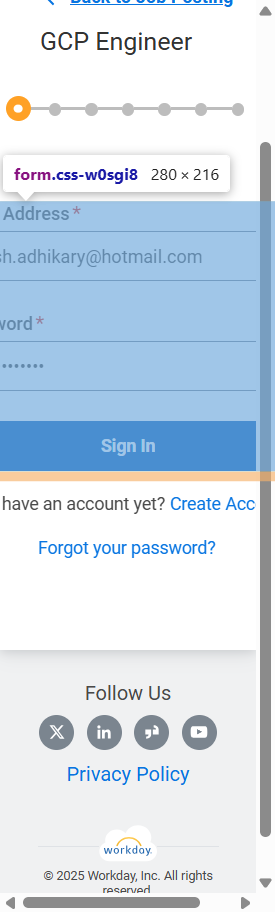 Back to Job Posting
GCP Engineer
form.css-w0sgi8 280 × 216
Address *
sh.adhikary@hotmail.com
word *
•••••••
Sign In
have an account yet? Create Acc
Forgot your password?
Follow Us
Privacy Policy
workday.
© 2025 Workday, Inc. All rights
reserved.